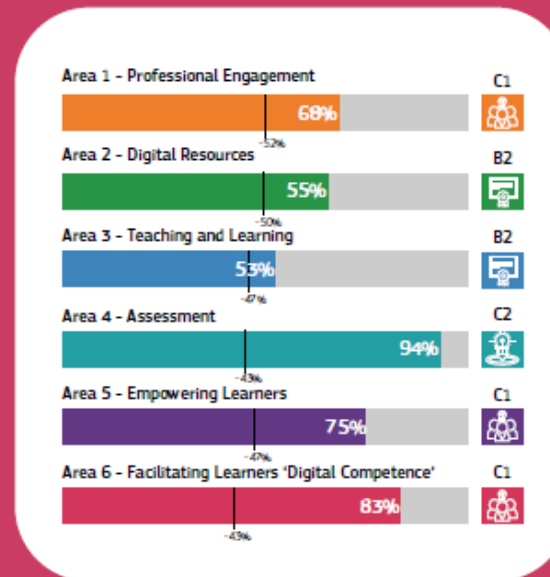 Area 1 - Professional Engagement
C1
68%
-52%
Area 2 - Digital Resources
B2
55%
-50%
Area 3 - Teaching and Learning
B2
53%
-47%
Area 4 - Assessment
C2
94%
-43%
Area 5 - Empowering Learners
C1
75%
-47%
Area 6 - Facilitating Learners 'Digital Competence'
C1
83%
-43%